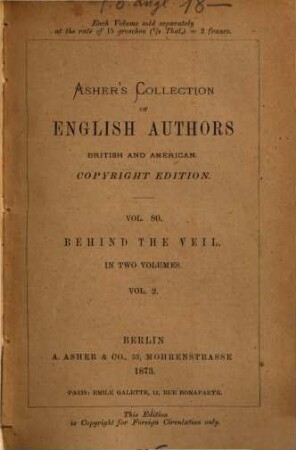 Each Volume sold separately
at the rate of 15 groschen (1/2 Thal.) = 2 francs.
ASHER'S COLLECTION
OF
ENGLISH AUTHORS
BRITISH AND AMERICAN.
COPYRIGHT EDITION.
VOL. 80.
BEHIND THE VEIL.
IN TWO VOLUMES.
VOL. 2.
BERLIN
A. ASHER & CO., 53, MOHRENSTRASSE
1873.
PARIS: EMILE GALETTE, 12, RUE BONAPARTE.
This Edition
is Copyright for Foreign Circulation only.